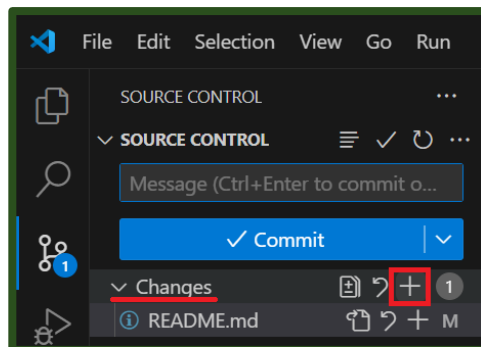 File Edit Selection View Go Run
SOURCE CONTROL ...
SOURCE CONTROL ...
Message (Ctrl+Enter to commit o...
Commit
1
Changes 1
README.md M